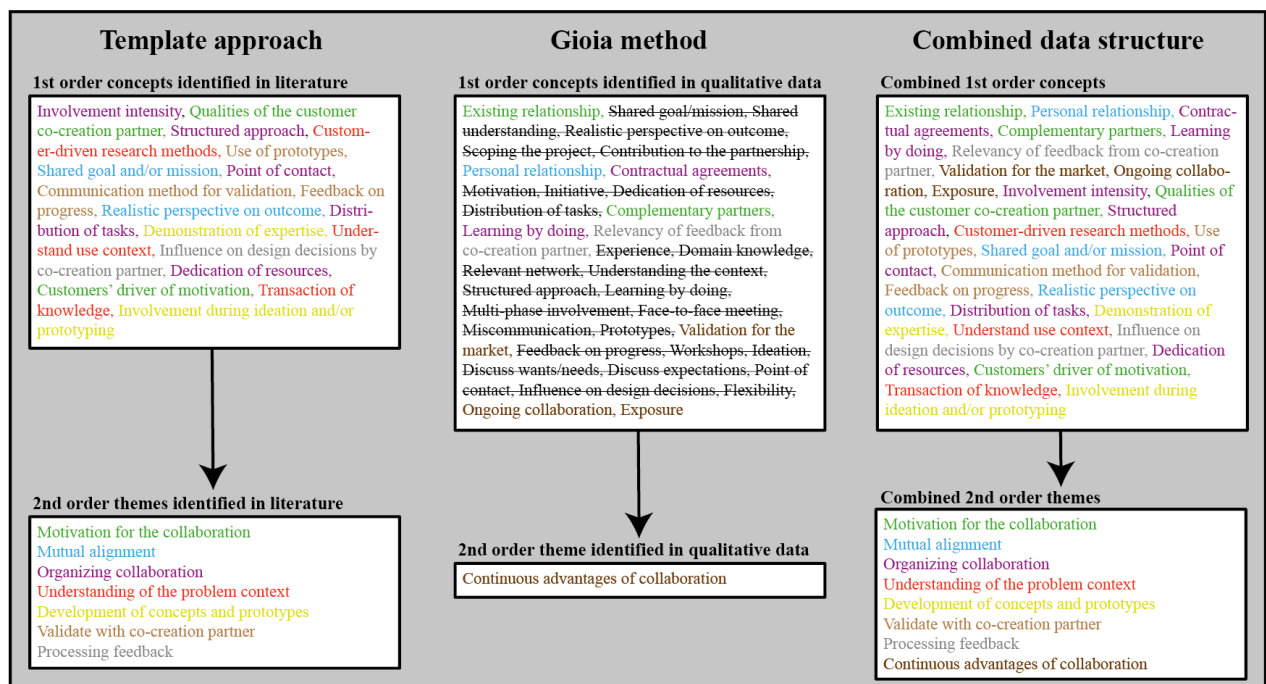 Template approach
1st order concepts identified in literature
Involvement intensity, Qualities of the customer
co-creation partner, Structured approach, Custom-
er-driven research methods, Use of prototypes,
Shared goal and/or mission, Point of contact,
Communication method for validation, Feedback on
progress, Realistic perspective on outcome, Distri-
bution of tasks, Demonstration of expertise, Under-
stand use context, Influence on design decisions by
co-creation partner, Dedication of resources,
Customers' driver of motivation, Transaction of
knowledge, Involvement during ideation and/or
prototyping
2nd order themes identified in literature
Motivation for the collaboration
Mutual alignment
Organizing collaboration
Understanding of the problem context
Development of concepts and prototypes
Validate with co-creation partner
Processing feedback
Gioia method
1st order concepts identified in qualitative data
Existing relationship, Shared goal/mission, Shared
understanding, Realistic perspective on outcome,
Scoping the project, Contribution to the partnership,
Personal relationship, Contractual agreements,
Motivation, Initiative, Dedication of resources,
Distribution of tasks, Complementary partners,
Learning by doing, Relevancy of feedback from
co-creation partner, Experience, Domain knowledge,
Relevant network, Understanding the context,
Structured approach, Learning by doing,
Multi-phase involvement, Face-to-face meeting,
Miscommunication, Prototypes, Validation for the
market, Feedback on progress, Workshops, Ideation,
Discuss wants/needs, Discuss expectations, Point of
contact, Influence on design decisions, Flexibility,
Ongoing collaboration, Exposure
2nd order theme identified in qualitative data
Continuous advantages of collaboration
Combined data structure
Combined 1st order concepts
Existing relationship, Personal relationship, Contrac-
tual agreements, Complementary partners, Learning
by doing, Relevancy of feedback from co-creation
partner, Validation for the market, Ongoing collabo-
ration, Exposure, Involvement intensity, Qualities of
the customer co-creation partner, Structured
approach, Customer-driven research methods, Use
of prototypes, Shared goal and/or mission, Point of
contact, Communication method for validation,
Feedback on progress, Realistic perspective on
outcome, Distribution of tasks, Demonstration of
expertise, Understand use context, Influence on
design decisions by co-creation partner, Dedication
of resources, Customers' driver of motivation,
Transaction of knowledge, Involvement during
ideation and/or prototyping
Combined 2nd order themes
Motivation for the collaboration
Mutual alignment
Organizing collaboration
Understanding of the problem context
Development of concepts and prototypes
Validate with co-creation partner
Processing feedback
Continuous advantages of collaboration